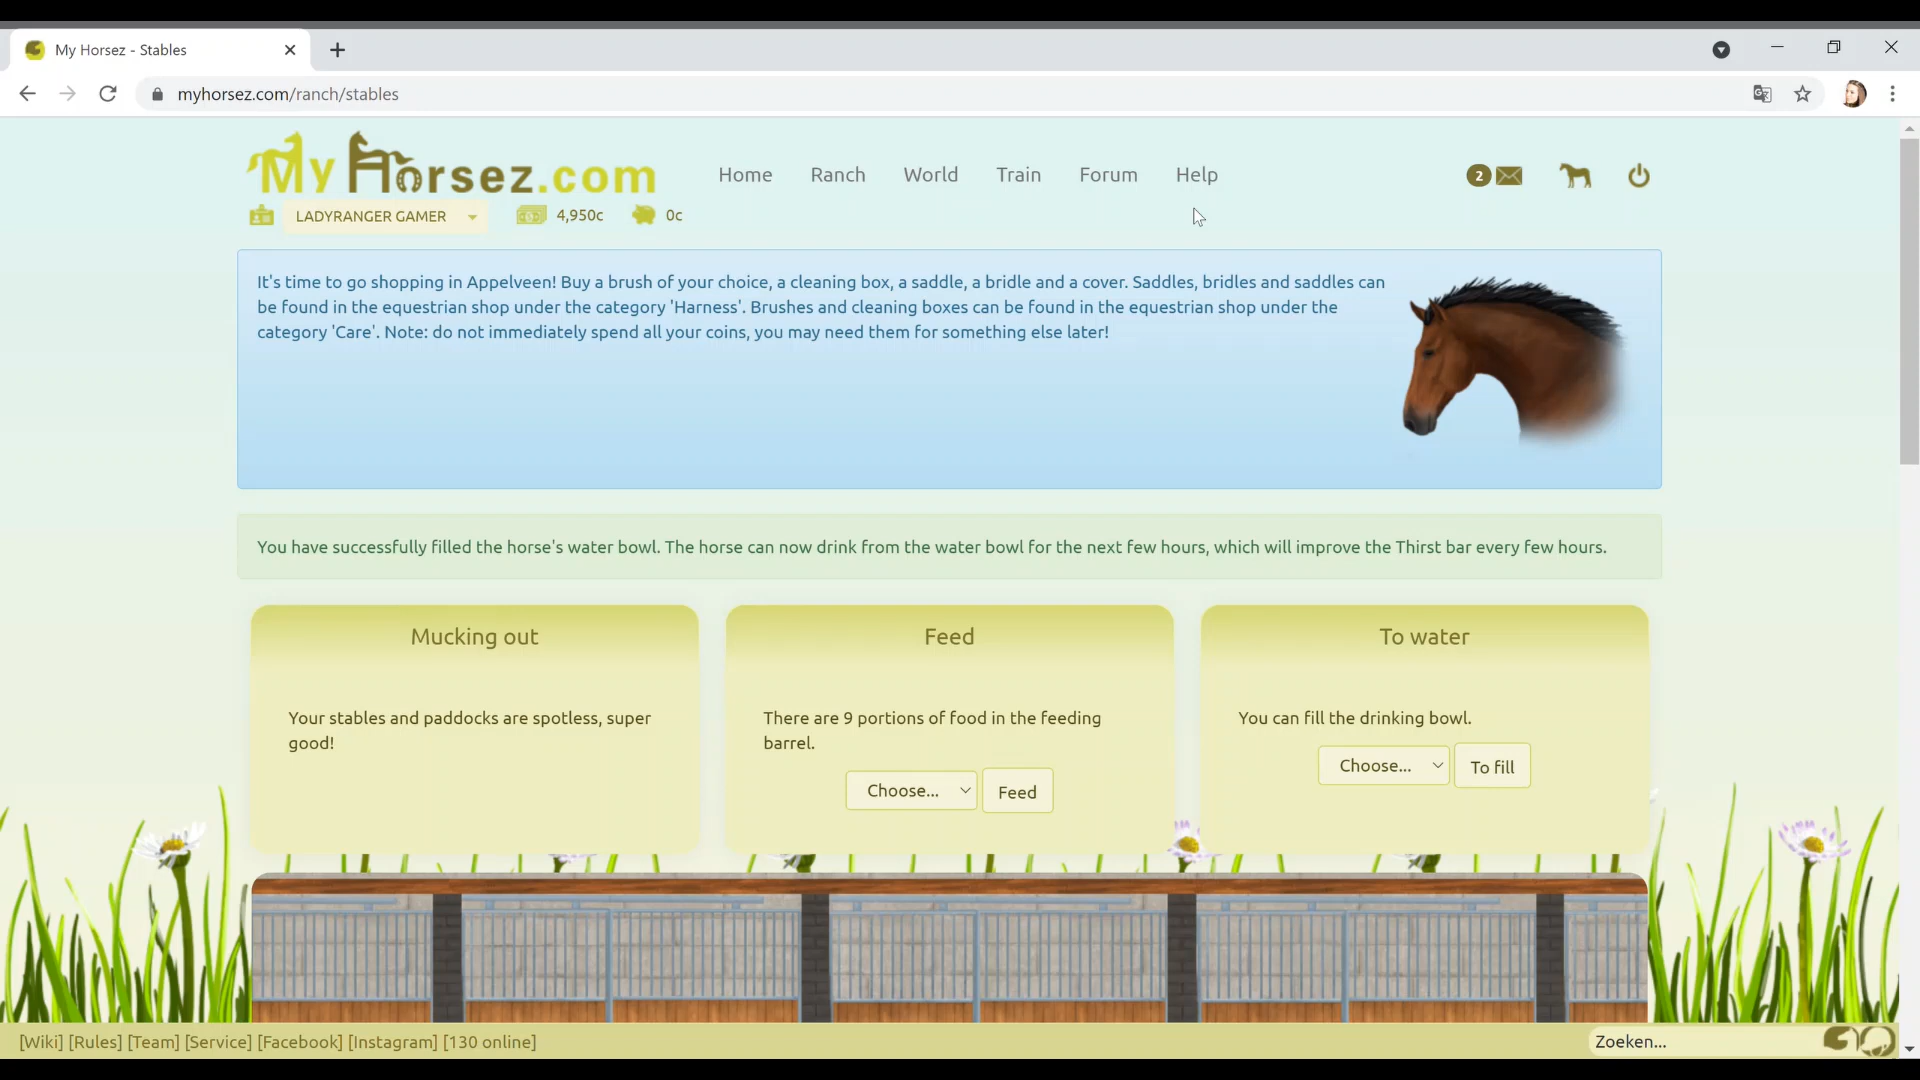 My Horsez - Stables
myhorsez.com/ranch/stables
My Horsez.com
Home Ranch World Train Forum Help
2
LADYRANGER GAMER 4,950c 0c
It's time to go shopping in Appelveen! Buy a brush of your choice, a cleaning box, a saddle, a bridle and a cover. Saddles, bridles and saddles can
be found in the equestrian shop under the category 'Harness'. Brushes and cleaning boxes can be found in the equestrian shop under the
category 'Care'. Note: do not immediately spend all your coins, you may need them for something else later!
You have successfully filled the horse's water bowl. The horse can now drink from the water bowl for the next few hours, which will improve the Thirst bar every few hours.
Mucking out
Your stables and paddocks are spotless, super
good!
Feed
There are 9 portions of food in the feeding
barrel.
Choose... Feed
To water
You can fill the drinking bowl.
Choose... To fill
[Wiki] [Rules] [Team] [Service] [Facebook] [Instagram] [130 online]
Zoeken...